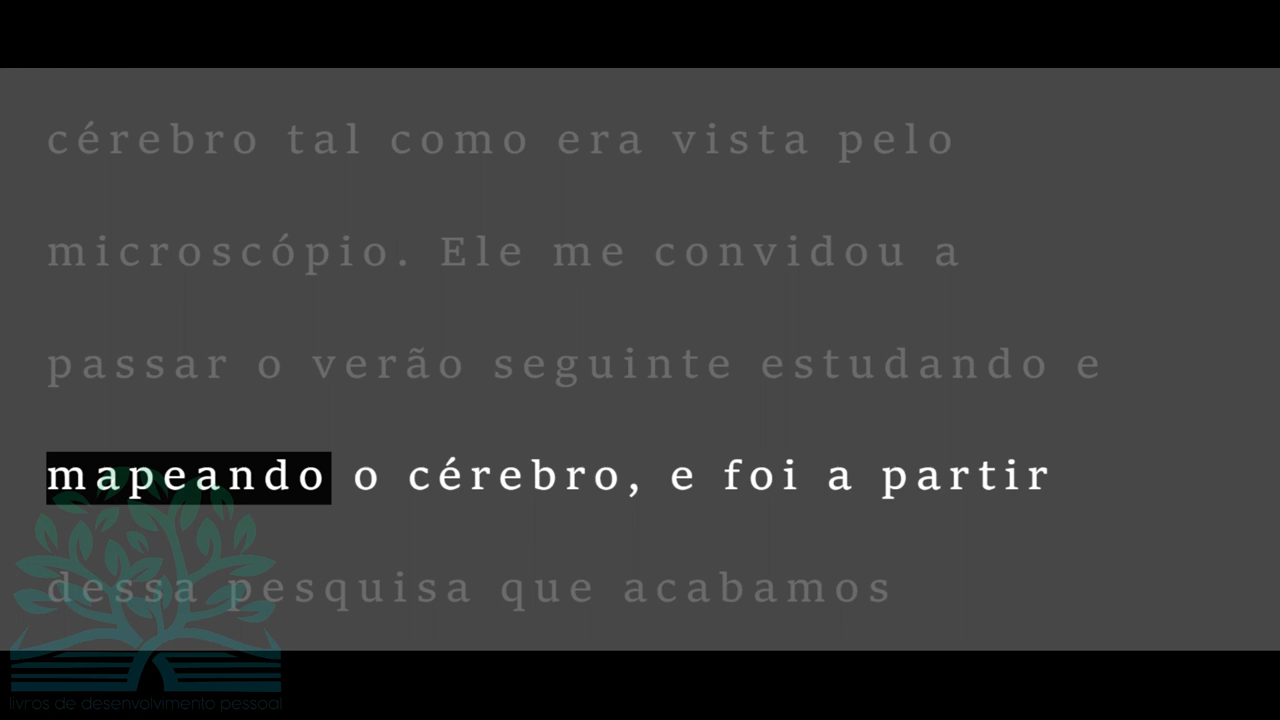 cérebro tal como era vista pelo
microscópio. Ele me convidou a
passar o verão seguinte estudando e
mapeando o cérebro, e foi a partir
dessa pesquisa que acabamos
livros de desenvolvimento pessoal